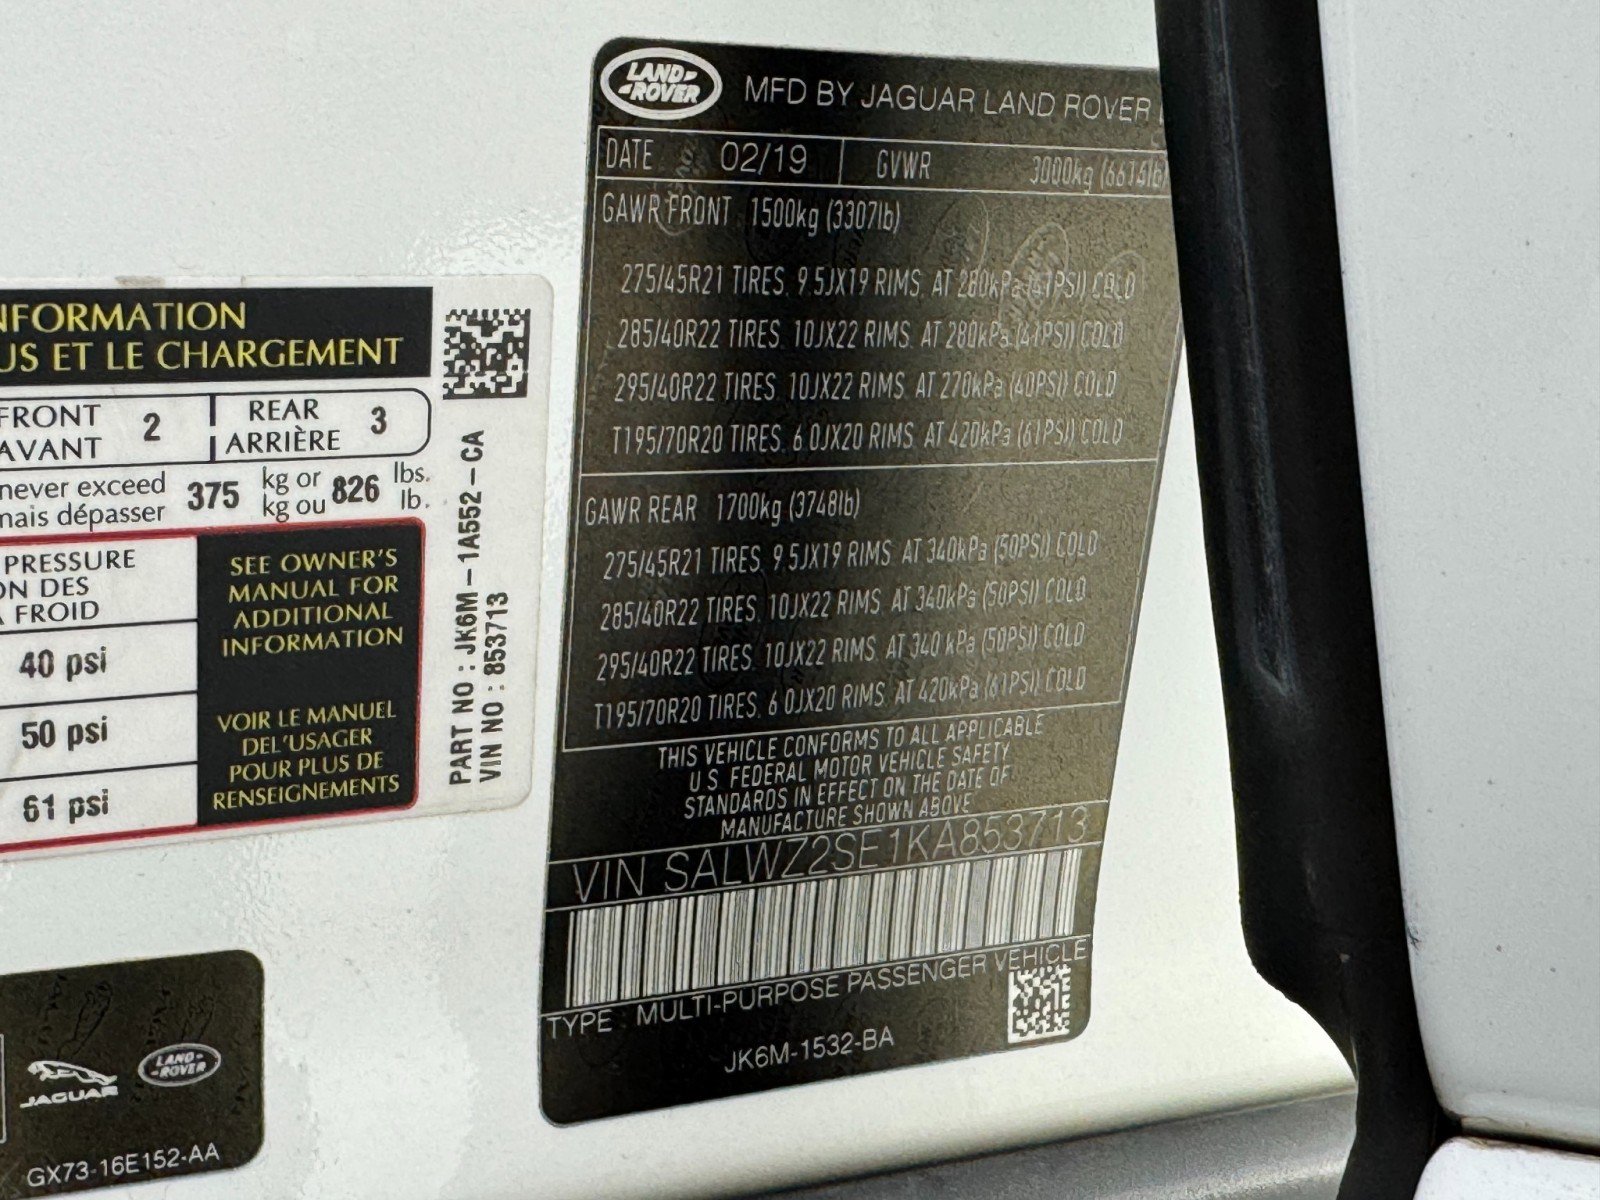 NFORMATION
US ET LE CHARGEMENT
FRONT
AVANT 2
REAR
ARRIÈRE 3
never exceed
mais dépasser 375 kg or
kg ou 826 lbs.
lb.
PRESSURE
ON DES
À FROID
40 psi
50 psi
61 psi
SEE OWNER'S
MANUAL FOR
ADDITIONAL
INFORMATION
VOIR LE MANUEL
DEL'USAGER
POUR PLUS DE
RENSEIGNEMENTS
PART NO : JK6M-1A552-CA
VIN NO : 853713
JAGUAR
LAND-
-ROVER
GX73-16E152-AA
LAND-
-ROVER
MFD BY JAGUAR LAND ROVER
DATE 02/19 GVWR 3000kg (6614lb)
GAWR FRONT 1500kg (3307lb)
275/45R21 TIRES, 9.5JX19 RIMS, AT 280kPa (41PSI) COLD
285/40R22 TIRES, 10JX22 RIMS, AT 280kPa (41PSI) COLD
295/40R22 TIRES, 10JX22 RIMS, AT 270kPa (40PSI) COLD
T195/70R20 TIRES, 6.0JX20 RIMS, AT 420kPa (61PSI) COLD
GAWR REAR 1700kg (3748lb)
275/45R21 TIRES, 9.5JX19 RIMS, AT 340kPa (50PSI) COLD
285/40R22 TIRES, 10JX22 RIMS, AT 340kPa (50PSI) COLD
295/40R22 TIRES, 10JX22 RIMS, AT 340 kPa (50PSI) COLD
T195/70R20 TIRES, 6.0JX20 RIMS, AT 420kPa (61PSI) COLD
THIS VEHICLE CONFORMS TO ALL APPLICABLE
U.S. FEDERAL MOTOR VEHICLE SAFETY
STANDARDS IN EFFECT ON THE DATE OF
MANUFACTURE SHOWN ABOVE
VIN SALWZ2SE1KA853713
TYPE MULTI-PURPOSE PASSENGER VEHICLE
JK6M-1532-BA